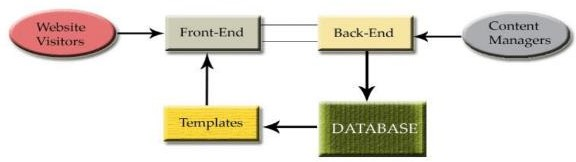 Website
Visitors
Front-End
Back-End
Content
Managers
Templates
DATABASE